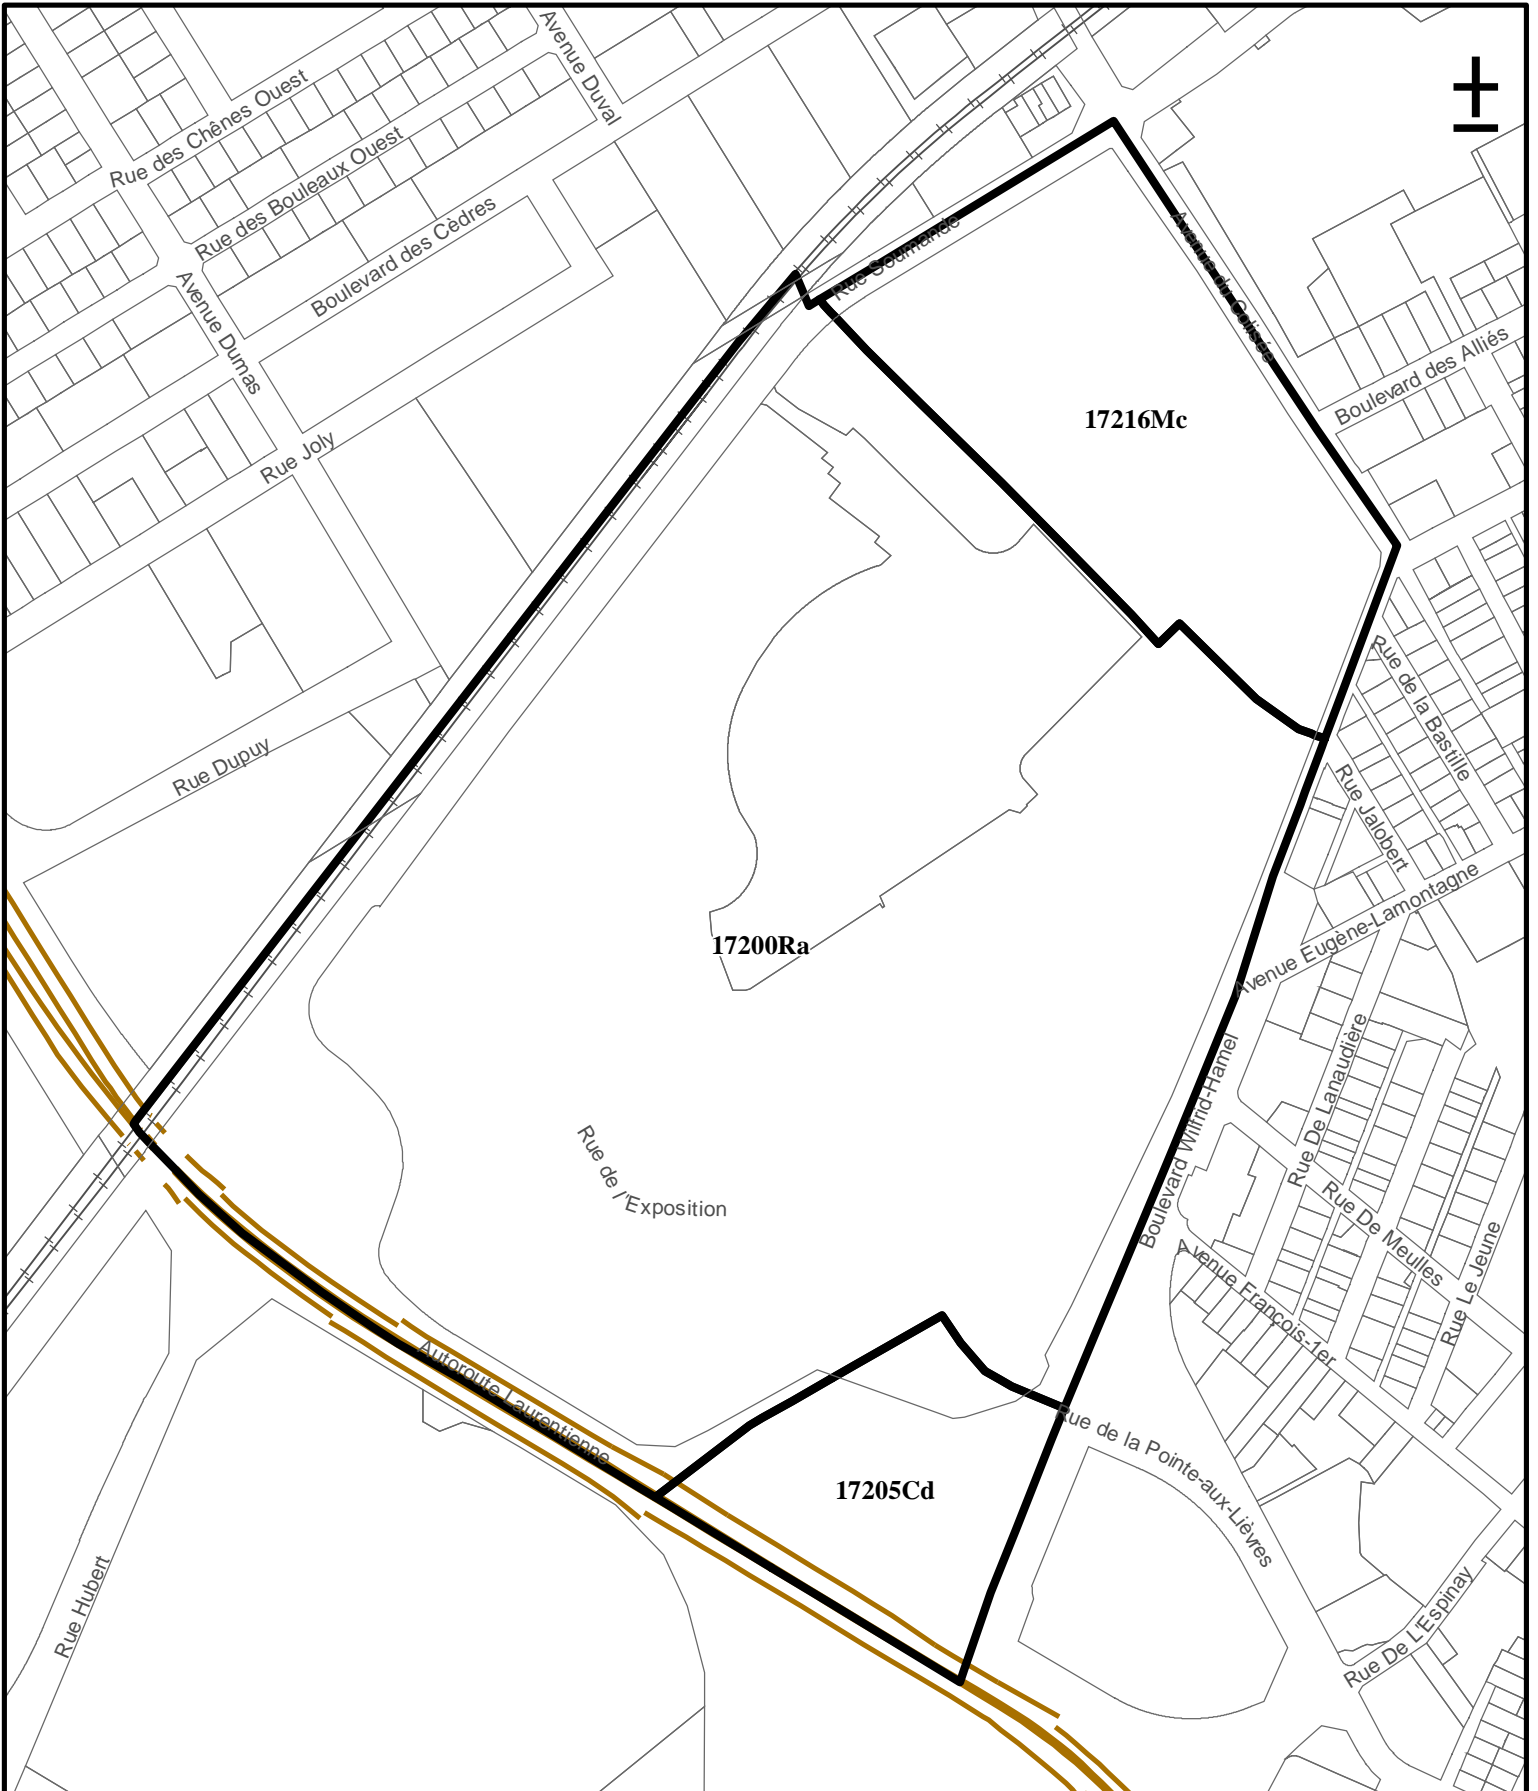 Avenue Duval
Rue des Chênes Ouest
Rue des Bouleaux Ouest
Boulevard des Cèdres
Avenue Dumas
Rue Soumande
Avenue du Colisée
Boulevard des Alliés
17216Mc
Rue Joly
Rue de la Bastille
Rue Dupuy
Rue Jalobert
Avenue Eugène-Lamontagne
17200Ra
Boulevard Wilfrid-Hamel
Rue De Lanaudière
Rue de l'Exposition
Rue De Meulles
Rue Le Jeune
Avenue François-1er
Autoroute Laurentienne
Rue de la Pointe-aux-Lièvres
17205Cd
Rue Hubert
Rue De L'Espinay